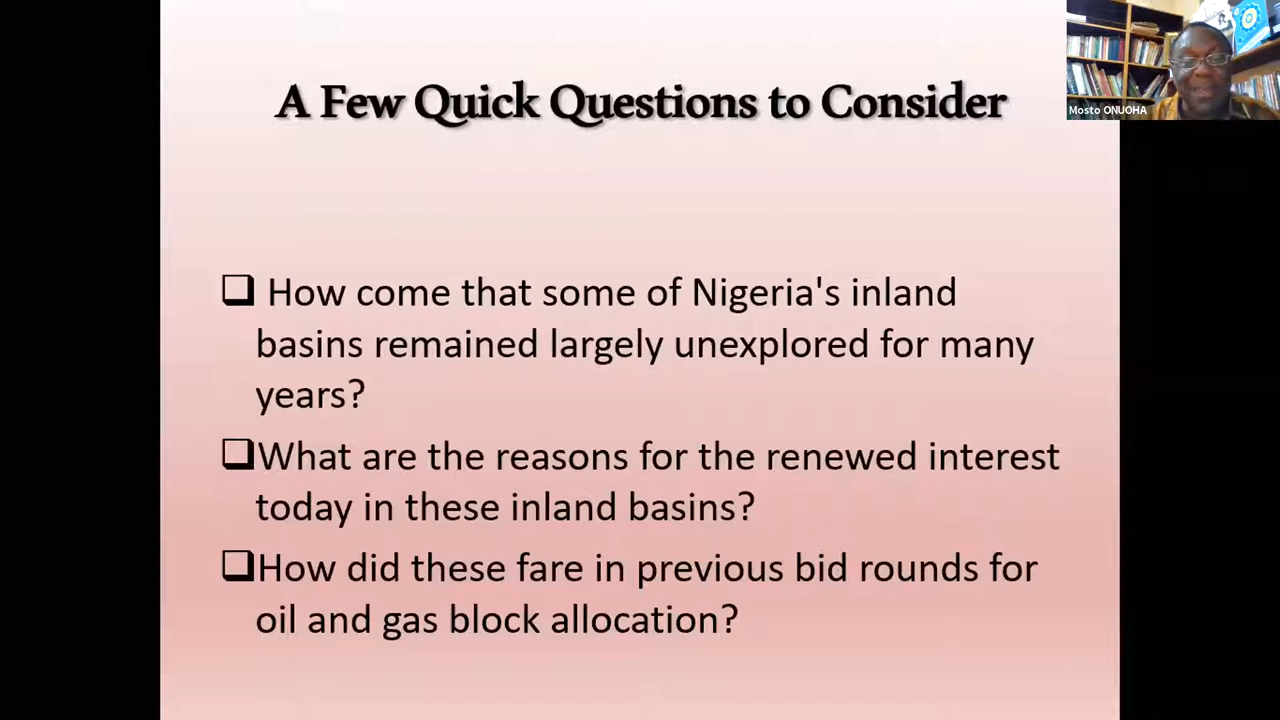 A Few Quick Questions to Consider
Mosto ONUOHA
How come that some of Nigeria's inland
basins remained largely unexplored for many
years?
What are the reasons for the renewed interest
today in these inland basins?
How did these fare in previous bid rounds for
oil and gas block allocation?